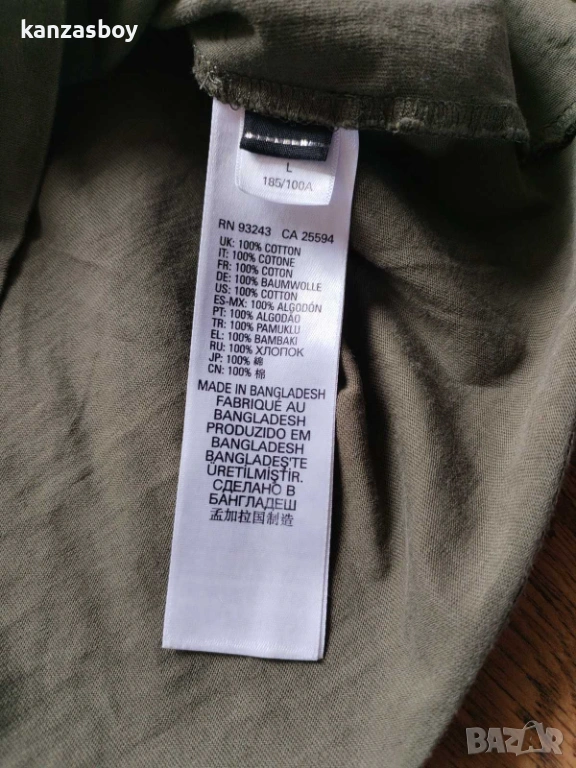 kanzasboy
L
185/100A
RN 93243 CA 25594
UK: 100% COTTON
IT: 100% COTONE
FR: 100% COTON
DE: 100% BAUMWOLLE
US: 100% COTTON
ES-MX: 100% ALGODÓN
PT: 100% ALGODÃO
TR: 100% PAMUKLU
EL: 100% BAMBAKI
RU: 100% ХЛОПОК
JP: 100% 綿
CN: 100% 棉
MADE IN BANGLADESH
FABRIQUÉ AU
BANGLADESH
PRODUZIDO EM
BANGLADESH
BANGLADEŞ'TE
ÜRETİLMİŞTİR.
СДЕЛАНО В
БАНГЛАДЕШ
孟加拉国制造
BAZAR